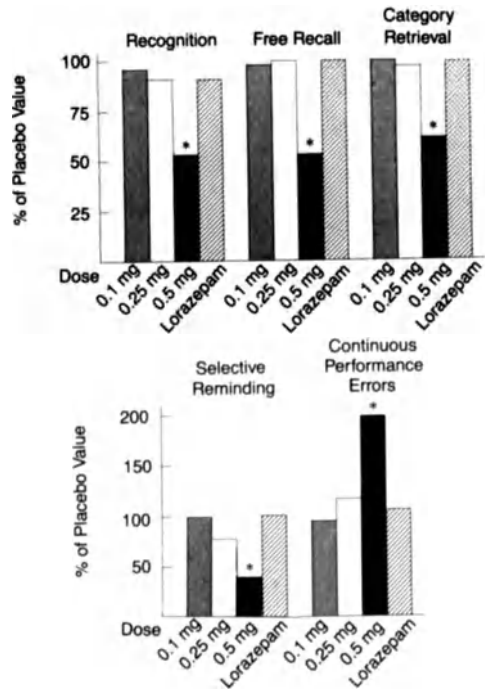 Recognition
Free Recall
Category
Retrieval
% of Placebo Value
100
75
50
25
*
*
*
Dose
0.1 mg
0.25 mg
0.5 mg
Lorazepam
0.1 mg
0.25 mg
0.5 mg
Lorazepam
0.1 mg
0.25 mg
0.5 mg
Lorazepam
Selective
Reminding
Continuous
Performance
Errors
% of Placebo Value
200
150
100
50
*
*
Dose
0.1 mg
0.25 mg
0.5 mg
Lorazepam
0.1 mg
0.25 mg
0.5 mg
Lorazepam